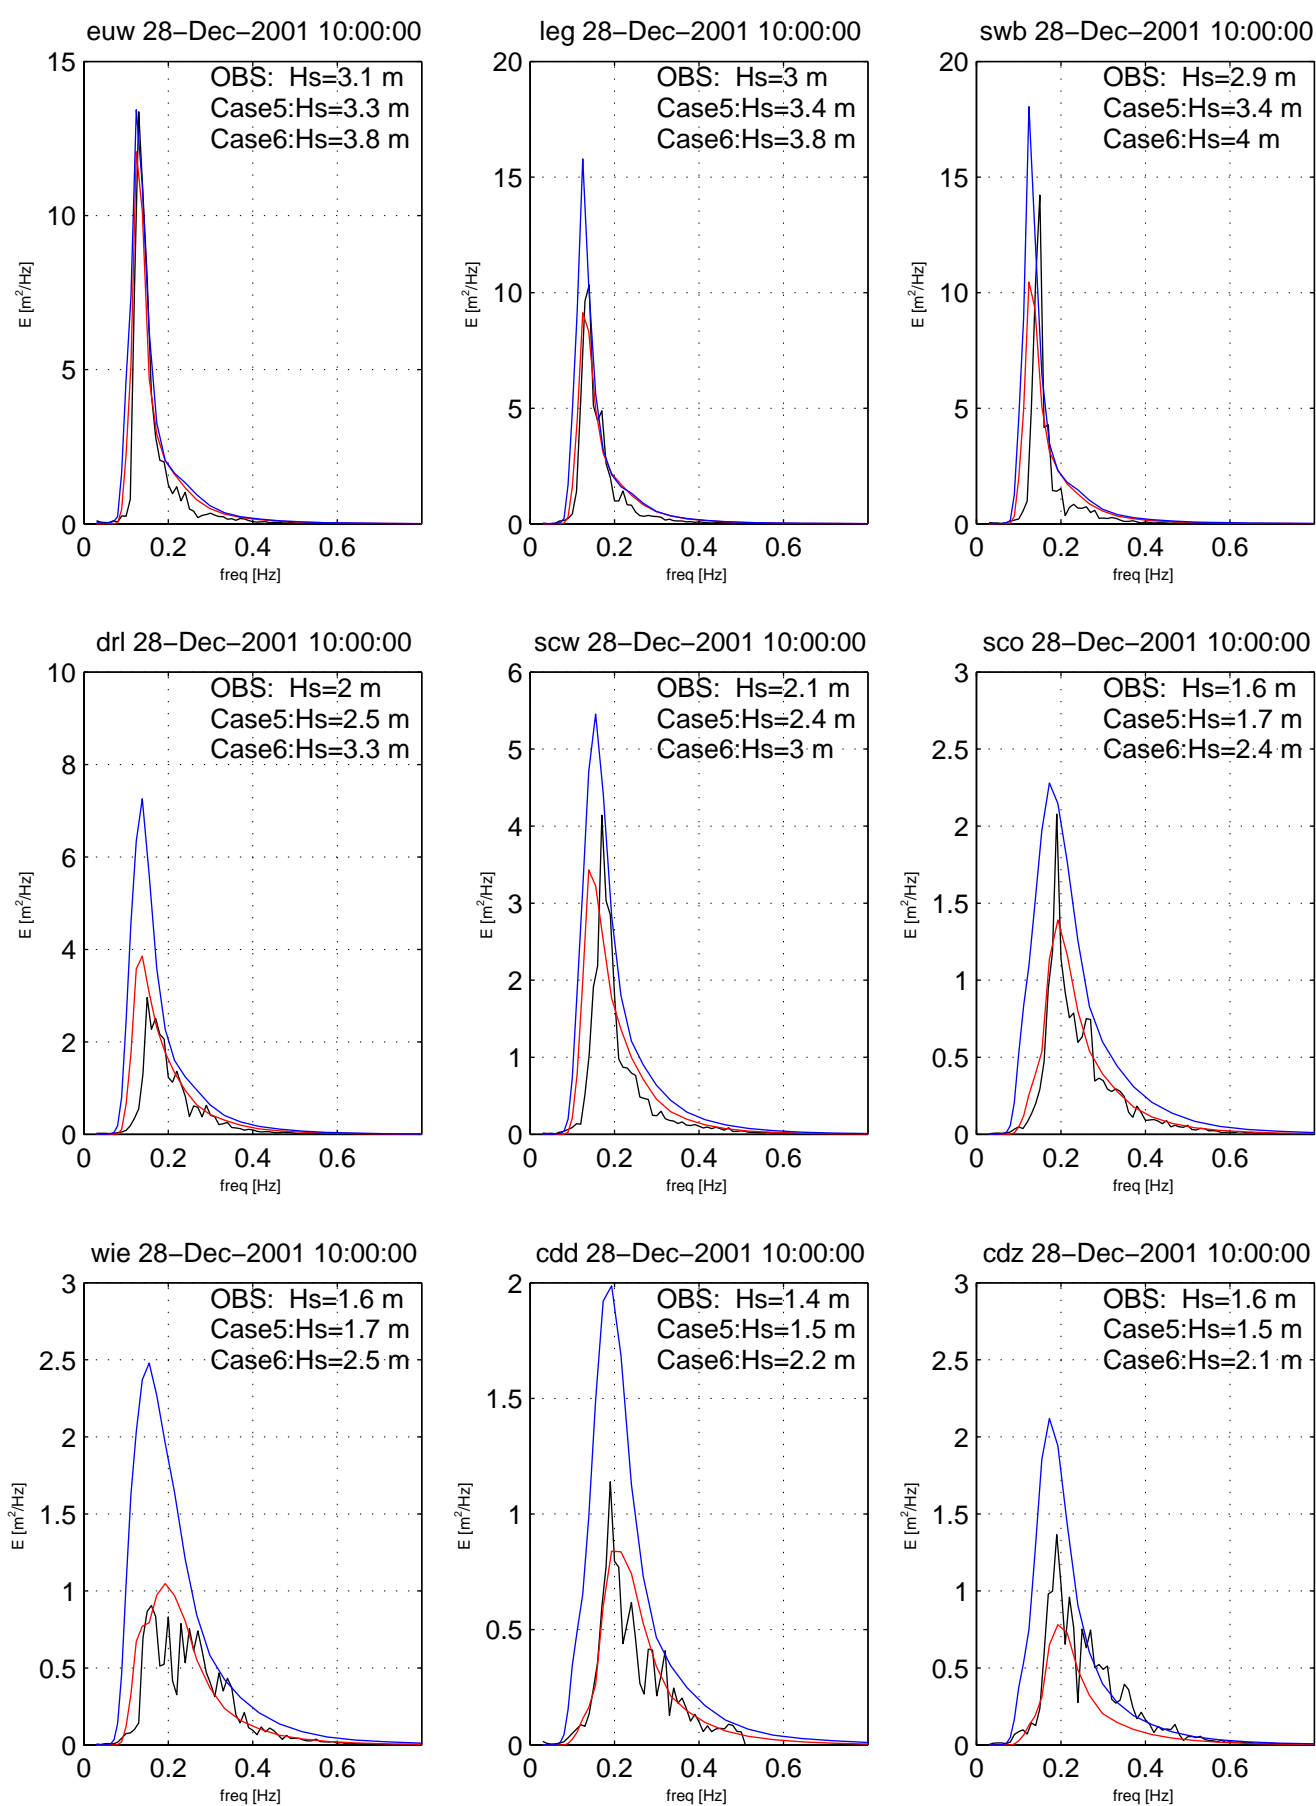 euw 28−Dec−2001 10:00:00
15
10
5
0
0
0.2
0.4
0.6
E [m²/Hz]
freq [Hz]
OBS: Hs=3.1 m
Case5:Hs=3.3 m
Case6:Hs=3.8 m
leg 28−Dec−2001 10:00:00
20
15
10
5
0
0
0.2
0.4
0.6
E [m²/Hz]
freq [Hz]
OBS: Hs=3 m
Case5:Hs=3.4 m
Case6:Hs=3.8 m
swb 28−Dec−2001 10:00:00
20
15
10
5
0
0
0.2
0.4
0.6
E [m²/Hz]
freq [Hz]
OBS: Hs=2.9 m
Case5:Hs=3.4 m
Case6:Hs=4 m
drl 28−Dec−2001 10:00:00
10
8
6
4
2
0
0
0.2
0.4
0.6
E [m²/Hz]
freq [Hz]
OBS: Hs=2 m
Case5:Hs=2.5 m
Case6:Hs=3.3 m
scw 28−Dec−2001 10:00:00
6
5
4
3
2
1
0
0
0.2
0.4
0.6
E [m²/Hz]
freq [Hz]
OBS: Hs=2.1 m
Case5:Hs=2.4 m
Case6:Hs=3 m
sco 28−Dec−2001 10:00:00
3
2.5
2
1.5
1
0.5
0
0
0.2
0.4
0.6
E [m²/Hz]
freq [Hz]
OBS: Hs=1.6 m
Case5:Hs=1.7 m
Case6:Hs=2.4 m
wie 28−Dec−2001 10:00:00
3
2.5
2
1.5
1
0.5
0
0
0.2
0.4
0.6
E [m²/Hz]
freq [Hz]
OBS: Hs=1.6 m
Case5:Hs=1.7 m
Case6:Hs=2.5 m
cdd 28−Dec−2001 10:00:00
2
1.5
1
0.5
0
0
0.2
0.4
0.6
E [m²/Hz]
freq [Hz]
OBS: Hs=1.4 m
Case5:Hs=1.5 m
Case6:Hs=2.2 m
cdz 28−Dec−2001 10:00:00
3
2.5
2
1.5
1
0.5
0
0
0.2
0.4
0.6
E [m²/Hz]
freq [Hz]
OBS: Hs=1.6 m
Case5:Hs=1.5 m
Case6:Hs=2.1 m